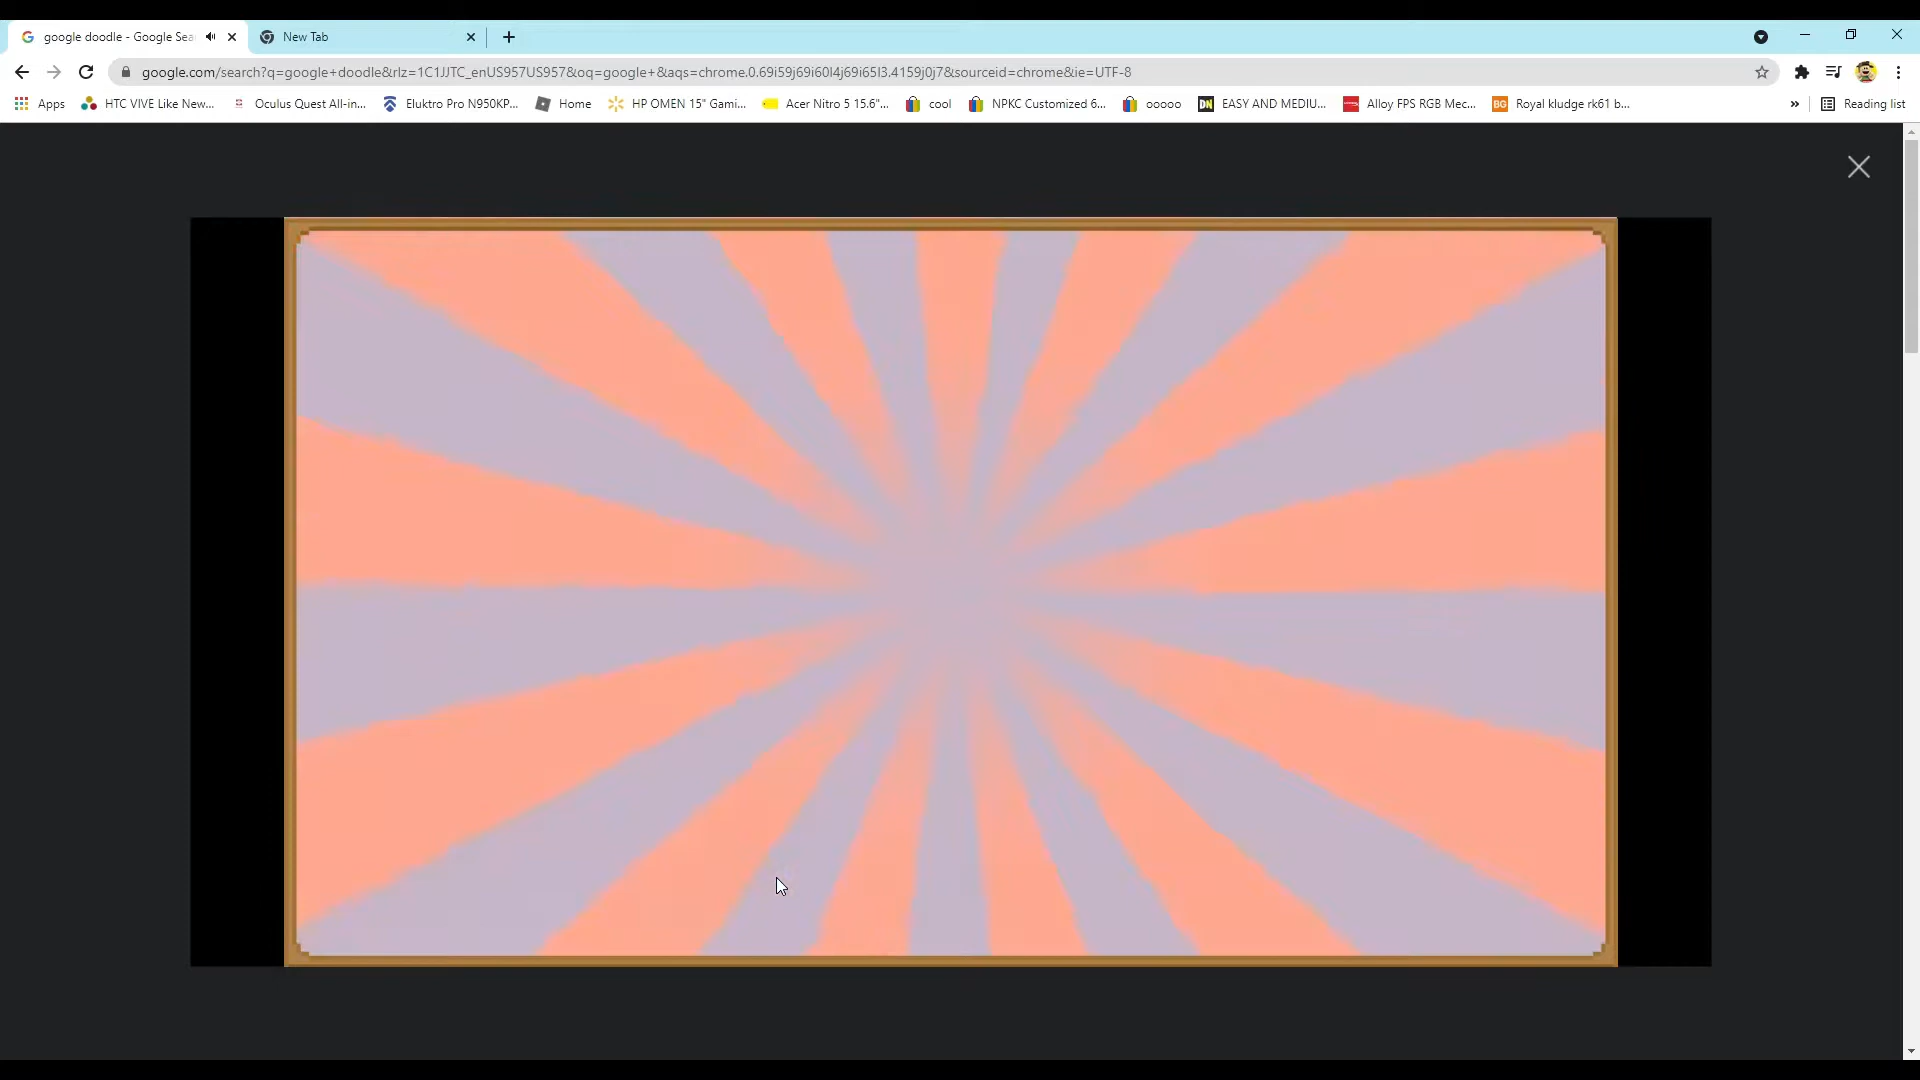 google doodle - Google Sea
New Tab
google.com/search?q=google+doodle&rlz=1C1JJTC_enUS957US957&oq=google+&aqs=chrome.0.69i59j69i60l4j69i65l3.4159j0j7&sourceid=chrome&ie=UTF-8
Apps HTC VIVE Like New... Oculus Quest All-in... Eluktro Pro N950KP... Home HP OMEN 15" Gami... Acer Nitro 5 15.6"... cool NPKC Customized 6... ooooo EASY AND MEDIU... Alloy FPS RGB Mec... Royal kludge rk61 b... » Reading list